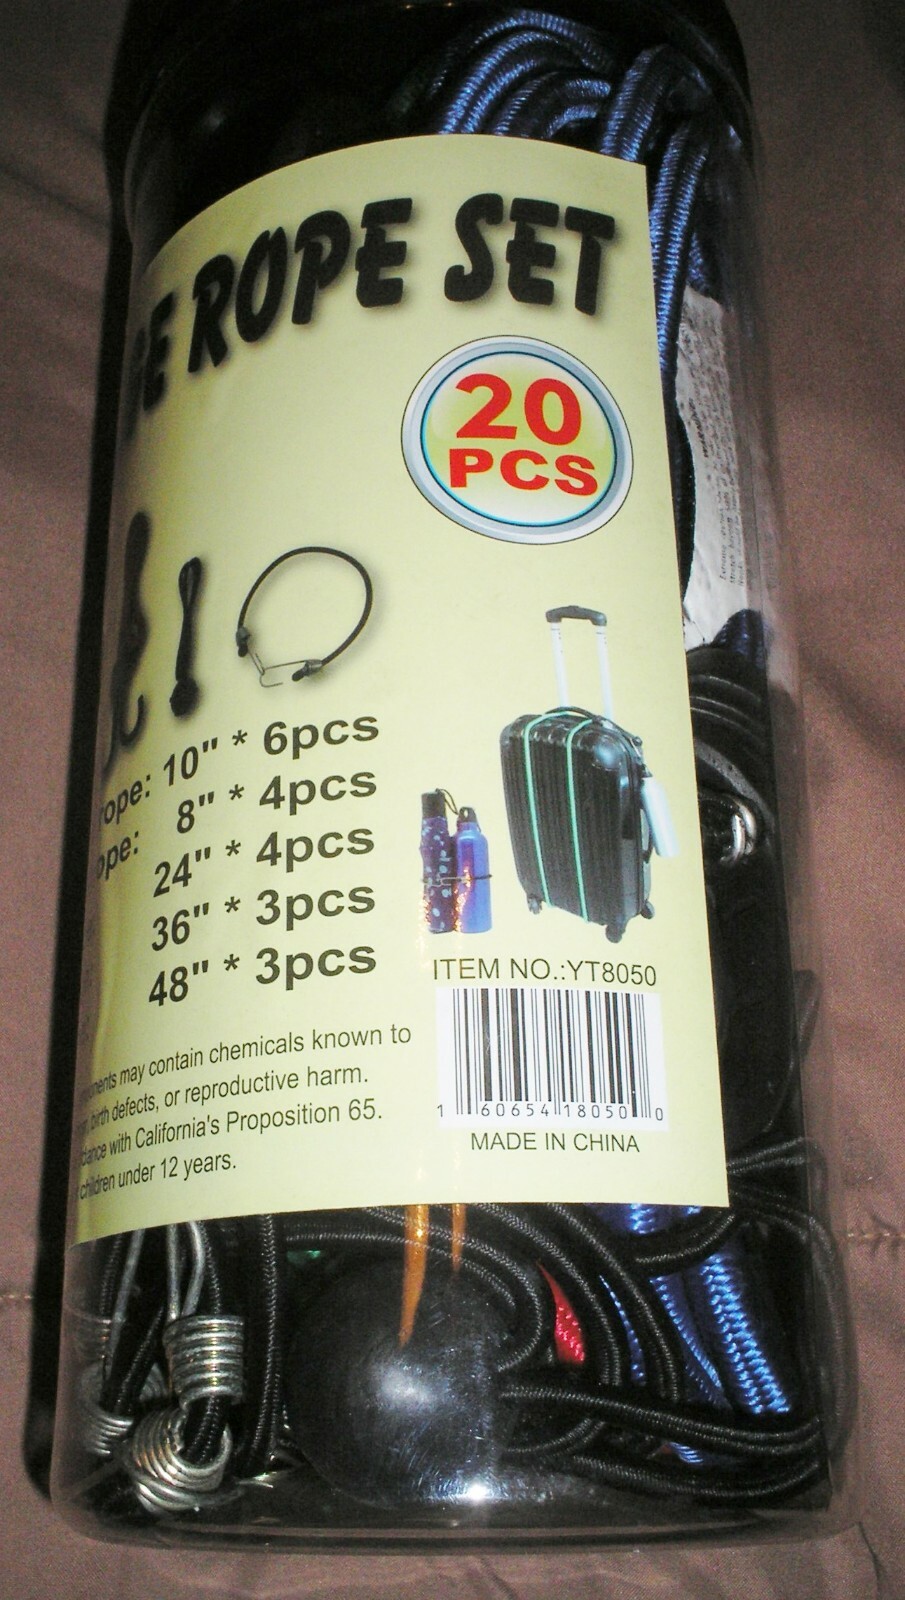 ROPE SET
20
PCS
rope: 10" * 6pcs
8" * 4pcs
24" * 4pcs
36" * 3pcs
48" * 3pcs
ITEM NO.:YT8050
1 60654 18050 0
MADE IN CHINA
may contain chemicals known to
birth defects, or reproductive harm.
with California's Proposition 65.
children under 12 years.